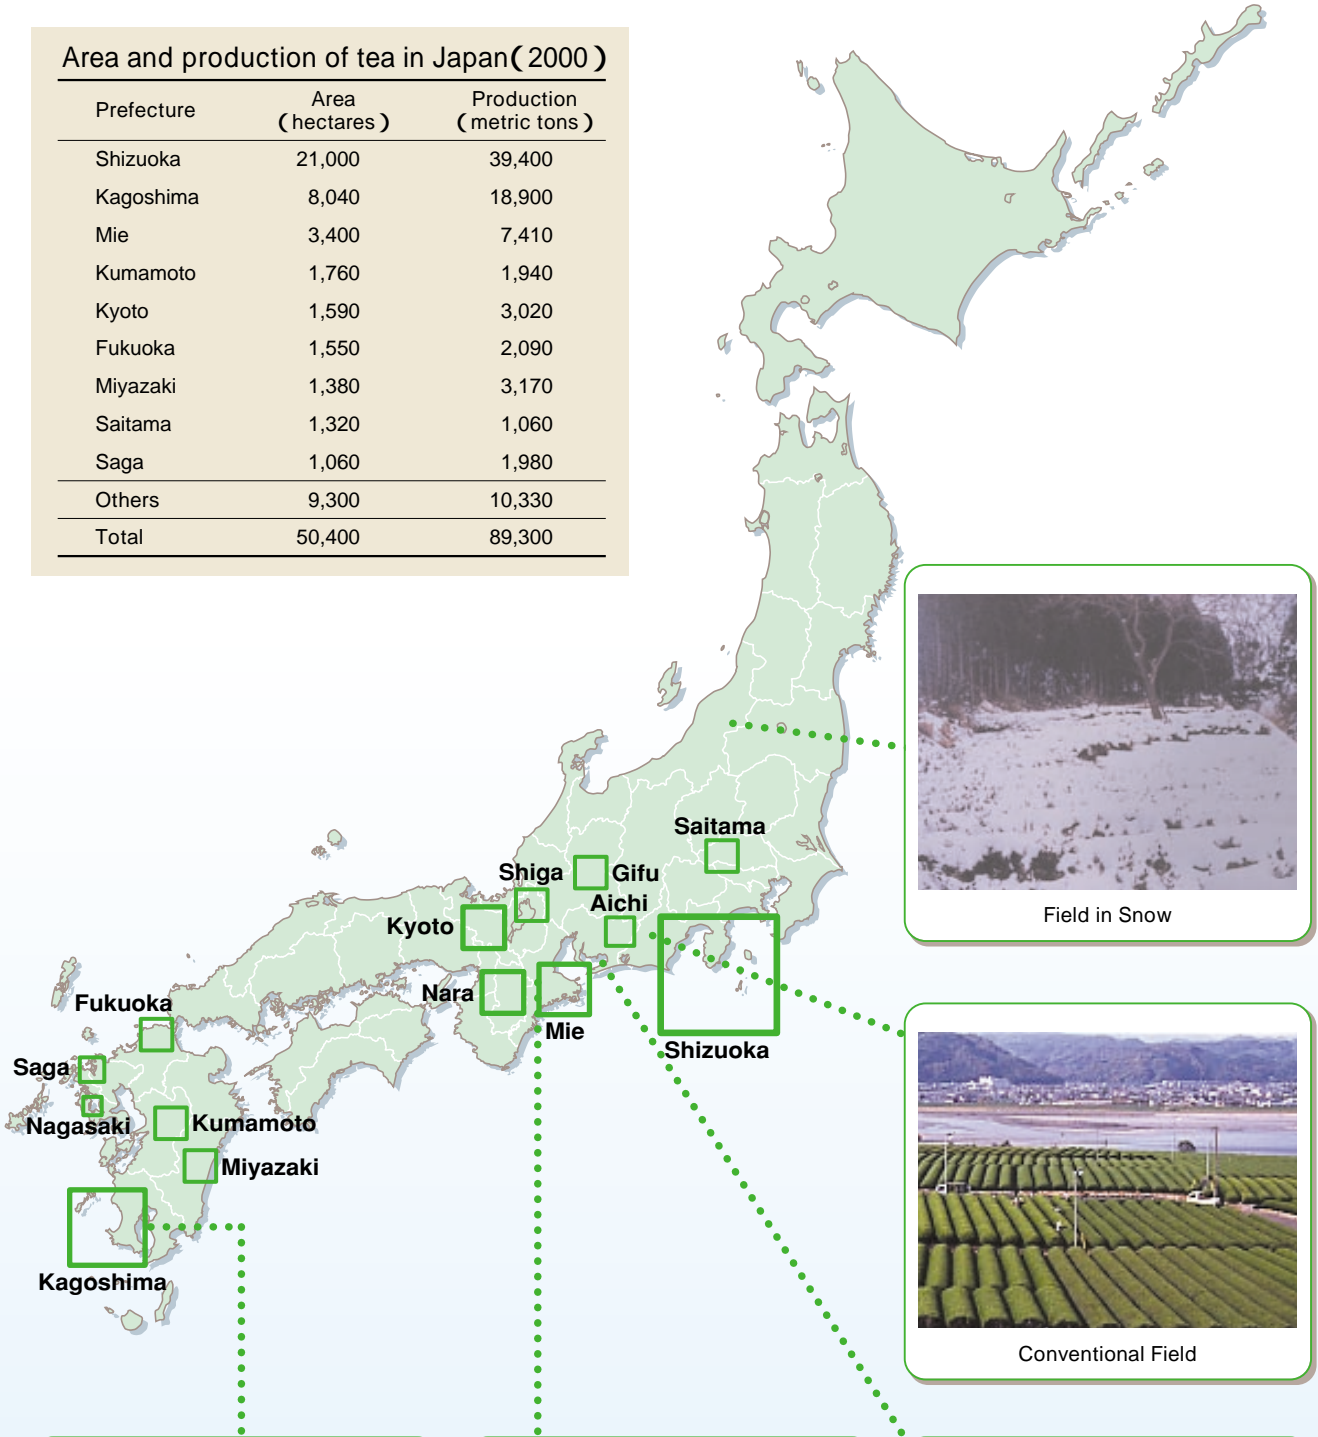 Area and production of tea in Japan(2000)
Prefecture Area (hectares) Production (metric tons)
Shizuoka 21,000 39,400
Kagoshima 8,040 18,900
Mie 3,400 7,410
Kumamoto 1,760 1,940
Kyoto 1,590 3,020
Fukuoka 1,550 2,090
Miyazaki 1,380 3,170
Saitama 1,320 1,060
Saga 1,060 1,980
Others 9,300 10,330
Total 50,400 89,300
Saitama
Shiga
Gifu
Aichi
Kyoto
Field in Snow
Nara
Fukuoka
Mie
Shizuoka
Saga
Nagasaki
Kumamoto
Miyazaki
Kagoshima
Conventional Field